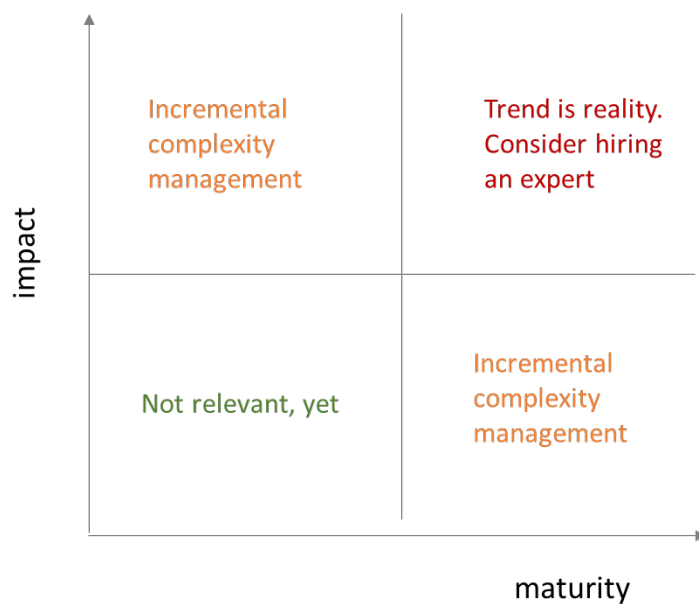 Incremental
complexity
management
Trend is reality.
Consider hiring
an expert
impact
Not relevant, yet
Incremental
complexity
management
maturity